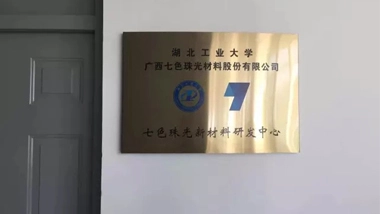 湖北工业大学
广西七色珠光材料股份有限公司
七色珠光新材料研发中心